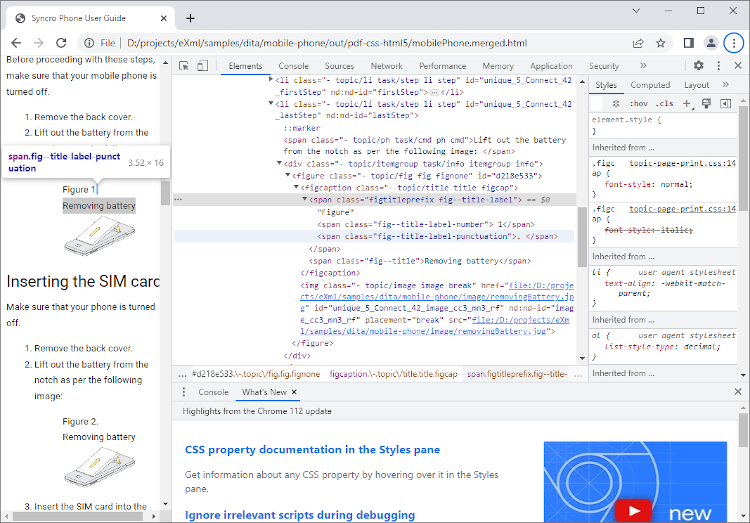 Syncro Phone User Guide
File D:/projects/eXml/samples/dita/mobile-phone/out/pdf-css-html5/mobilePhone.merged.html
Before proceeding with these steps,
make sure that your mobile phone is
turned off.
1. Remove the back cover.
2. Lift out the battery from the
span.fig--title-label-punct
uation 3.52 × 16
Figure 1.
Removing battery
Inserting the SIM card
Make sure that your phone is turned
off.
1. Remove the back cover.
2. Lift out the battery from the
notch as per the following
image:
Figure 2.
Removing battery
3. Insert the SIM card into the
Elements Console Sources Network Performance Memory Application Security
<li class="- topic/li task/step li step" id="unique_5_Connect_42
_firstStep" nd:nd-id="firstStep">…</li>
<li class="- topic/li task/step li step" id="unique_5_Connect_42
_lastStep" nd:nd-id="lastStep">
::marker
<span class="- topic/ph task/cmd ph cmd">Lift out the battery
from the notch as per the following image: </span>
<div class="- topic/itemgroup task/info itemgroup info">
<figure class="- topic/fig fig fignone" id="d218e533">
<figcaption class="- topic/title title figcap">
<span class="figtitleprefix fig--title-label"> == $0
"Figure"
<span class="fig--title-label-number"> 1</span>
<span class="fig--title-label-punctuation">. </span>
</span>
<span class="fig--title">Removing battery</span>
</figcaption>
<img class="- topic/image image break" href="file:/D:/proje
cts/eXml/samples/dita/mobile-phone/image/removingBattery.jp
g" id="unique_5_Connect_42_image_cc3_mn3_rf" nd:nd-id="imag
e_cc3_mn3_rf" placement="break" src="file:/D:/projects/eXm
l/samples/dita/mobile-phone/image/removingBattery.jpg">
</figure>
</div>
… #d218e533.\-.topic\/fig.fig.fignone figcaption.\-.topic\/title.title.figcap span.figtitleprefix.fig--title- …
Styles Computed Layout
:hov .cls
element.style {
}
Inherited from ...
.figc topic-page-print.css:14
ap {
font-style: normal;
}
.figc topic-page-print.css:14
ap {
font-style: italic;
}
Inherited from ...
li { user agent stylesheet
text-align: -webkit-match-
parent;
}
Inherited from ...
ol { user agent stylesheet
list-style-type: decimal;
}
Inherited from ...
Console What's New
Highlights from the Chrome 112 update
CSS property documentation in the Styles pane
Get information about any CSS property by hovering over it in the Styles
pane.
Ignore irrelevant scripts during debugging
new